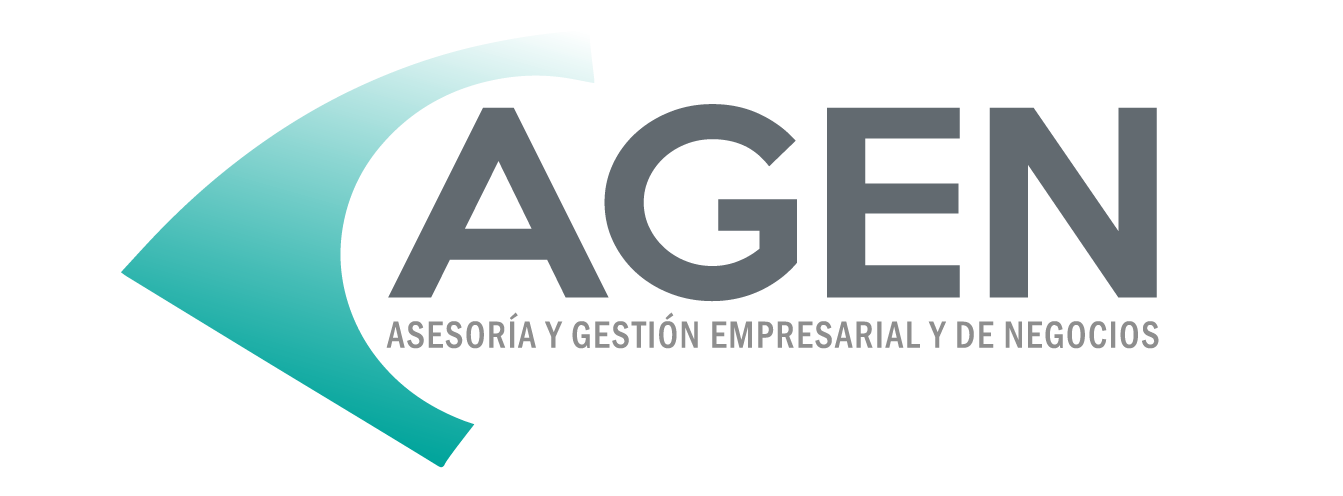 AGEN
ASESORÍA Y GESTIÓN EMPRESARIAL Y DE NEGOCIOS